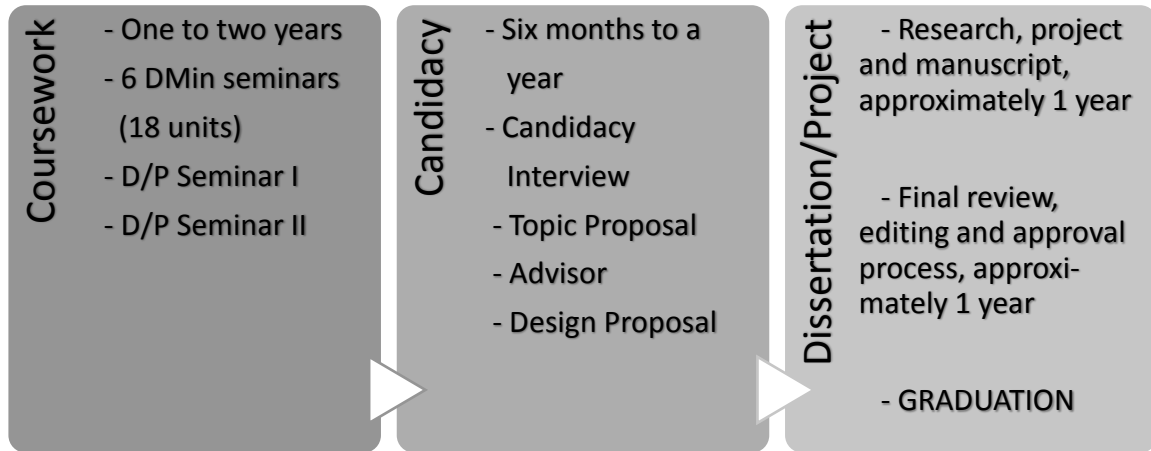 Coursework
- One to two years
- 6 DMin seminars
(18 units)
- D/P Seminar I
- D/P Seminar II
Candidacy
- Six months to a
year
- Candidacy
Interview
- Topic Proposal
- Advisor
- Design Proposal
Dissertation/Project
- Research, project
and manuscript,
approximately 1 year
- Final review,
editing and approval
process, approxi-
mately 1 year
- GRADUATION